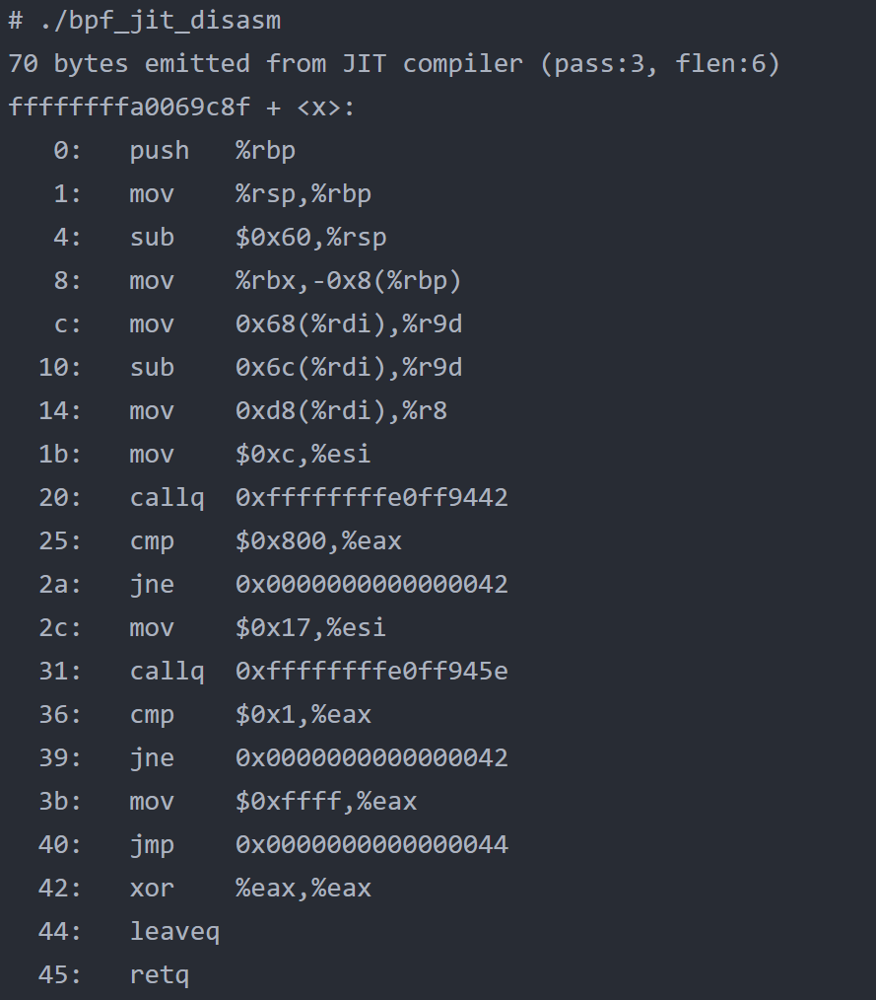 # ./bpf_jit_disasm
70 bytes emitted from JIT compiler (pass:3, flen:6)
ffffffffa0069c8f + <x>:
   0:   push   %rbp
   1:   mov    %rsp,%rbp
   4:   sub    $0x60,%rsp
   8:   mov    %rbx,-0x8(%rbp)
   c:   mov    0x68(%rdi),%r9d
  10:   sub    0x6c(%rdi),%r9d
  14:   mov    0xd8(%rdi),%r8
  1b:   mov    $0xc,%esi
  20:   callq  0xffffffffe0ff9442
  25:   cmp    $0x800,%eax
  2a:   jne    0x0000000000000042
  2c:   mov    $0x17,%esi
  31:   callq  0xffffffffe0ff945e
  36:   cmp    $0x1,%eax
  39:   jne    0x0000000000000042
  3b:   mov    $0xffff,%eax
  40:   jmp    0x0000000000000044
  42:   xor    %eax,%eax
  44:   leaveq
  45:   retq